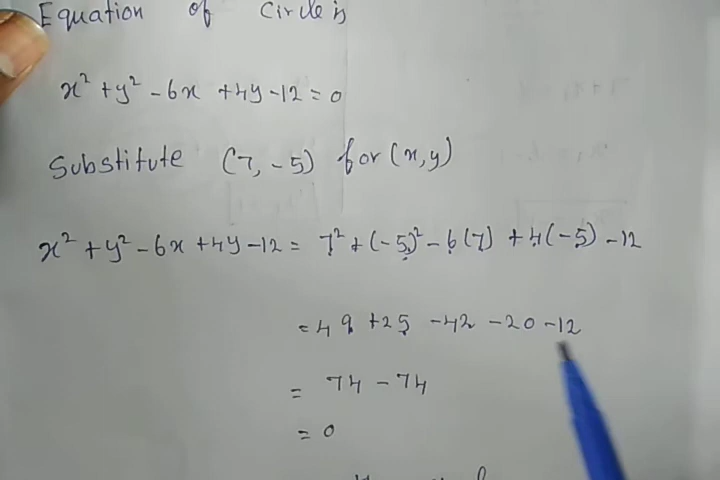 Equation of Circle is
x² + y² - 6x + 4y - 12 = 0
Substitute (7, -5) for (x, y)
x² + y² - 6x + 4y - 12 = 7² + (-5)² - 6(7) + 4(-5) - 12
= 49 + 25 - 42 - 20 - 12
= 74 - 74
= 0